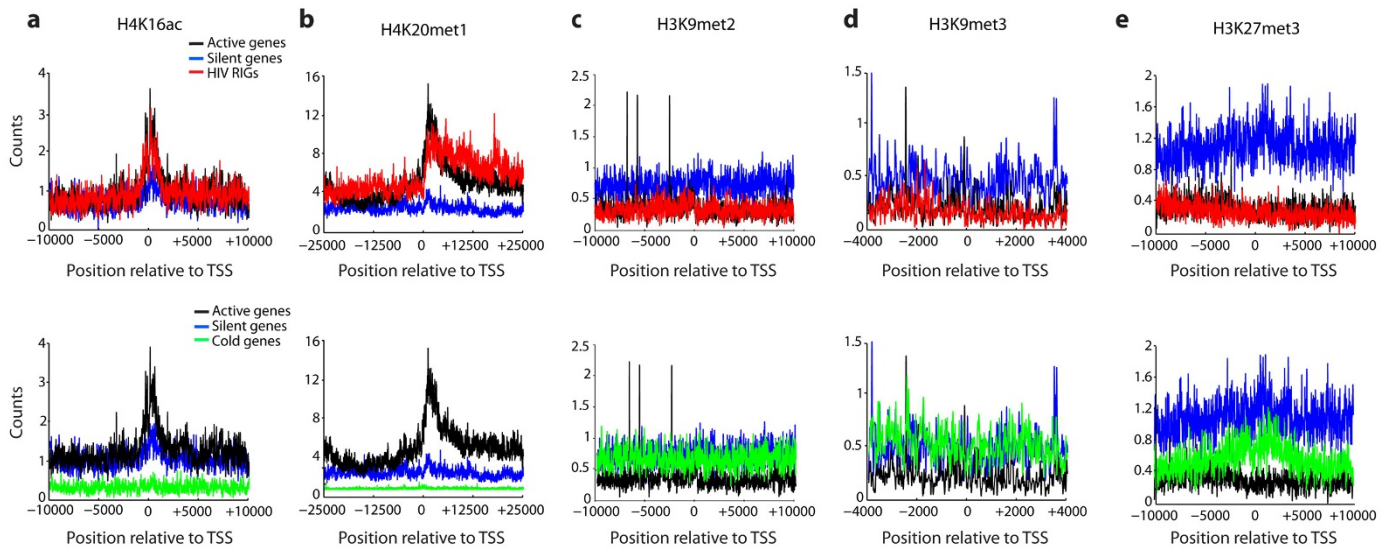 a
H4K16ac
Active genes
Silent genes
HIV RIGs
Counts
4
3
2
1
0
−10000 −5000 0 +5000 +10000
Position relative to TSS
b
H4K20met1
16
12
8
4
0
−25000 −12500 0 +12500 +25000
Position relative to TSS
c
H3K9met2
2.5
2.0
1.5
1.0
0.5
0
−10000 −5000 0 +5000 +10000
Position relative to TSS
d
H3K9met3
1.5
1
0.5
0
−4000 −2000 0 +2000 +4000
Position relative to TSS
e
H3K27met3
2
1.6
1.2
0.8
0.4
0
−10000 −5000 0 +5000 +10000
Position relative to TSS
Active genes
Silent genes
Cold genes
Counts
4
3
2
1
0
−10000 −5000 0 +5000 +10000
Position relative to TSS
16
12
8
4
0
−25000 −12500 0 +12500 +25000
Position relative to TSS
2.5
2.0
1.5
1.0
0.5
0
−10000 −5000 0 +5000 +10000
Position relative to TSS
1.5
1
0.5
0
−4000 −2000 0 +2000 +4000
Position relative to TSS
2
1.6
1.2
0.8
0.4
0
−10000 −5000 0 +5000 +10000
Position relative to TSS